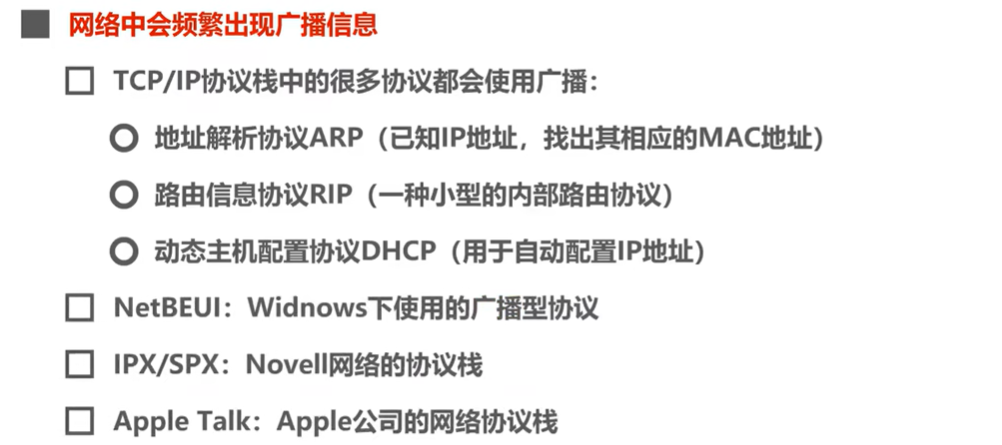 网络中会频繁出现广播信息
TCP/IP协议栈中的很多协议都会使用广播：
地址解析协议ARP（已知IP地址，找出其相应的MAC地址）
路由信息协议RIP（一种小型的内部路由协议）
动态主机配置协议DHCP（用于自动配置IP地址）
NetBEUI：Widnows下使用的广播型协议
IPX/SPX：Novell网络的协议栈
Apple Talk：Apple公司的网络协议栈